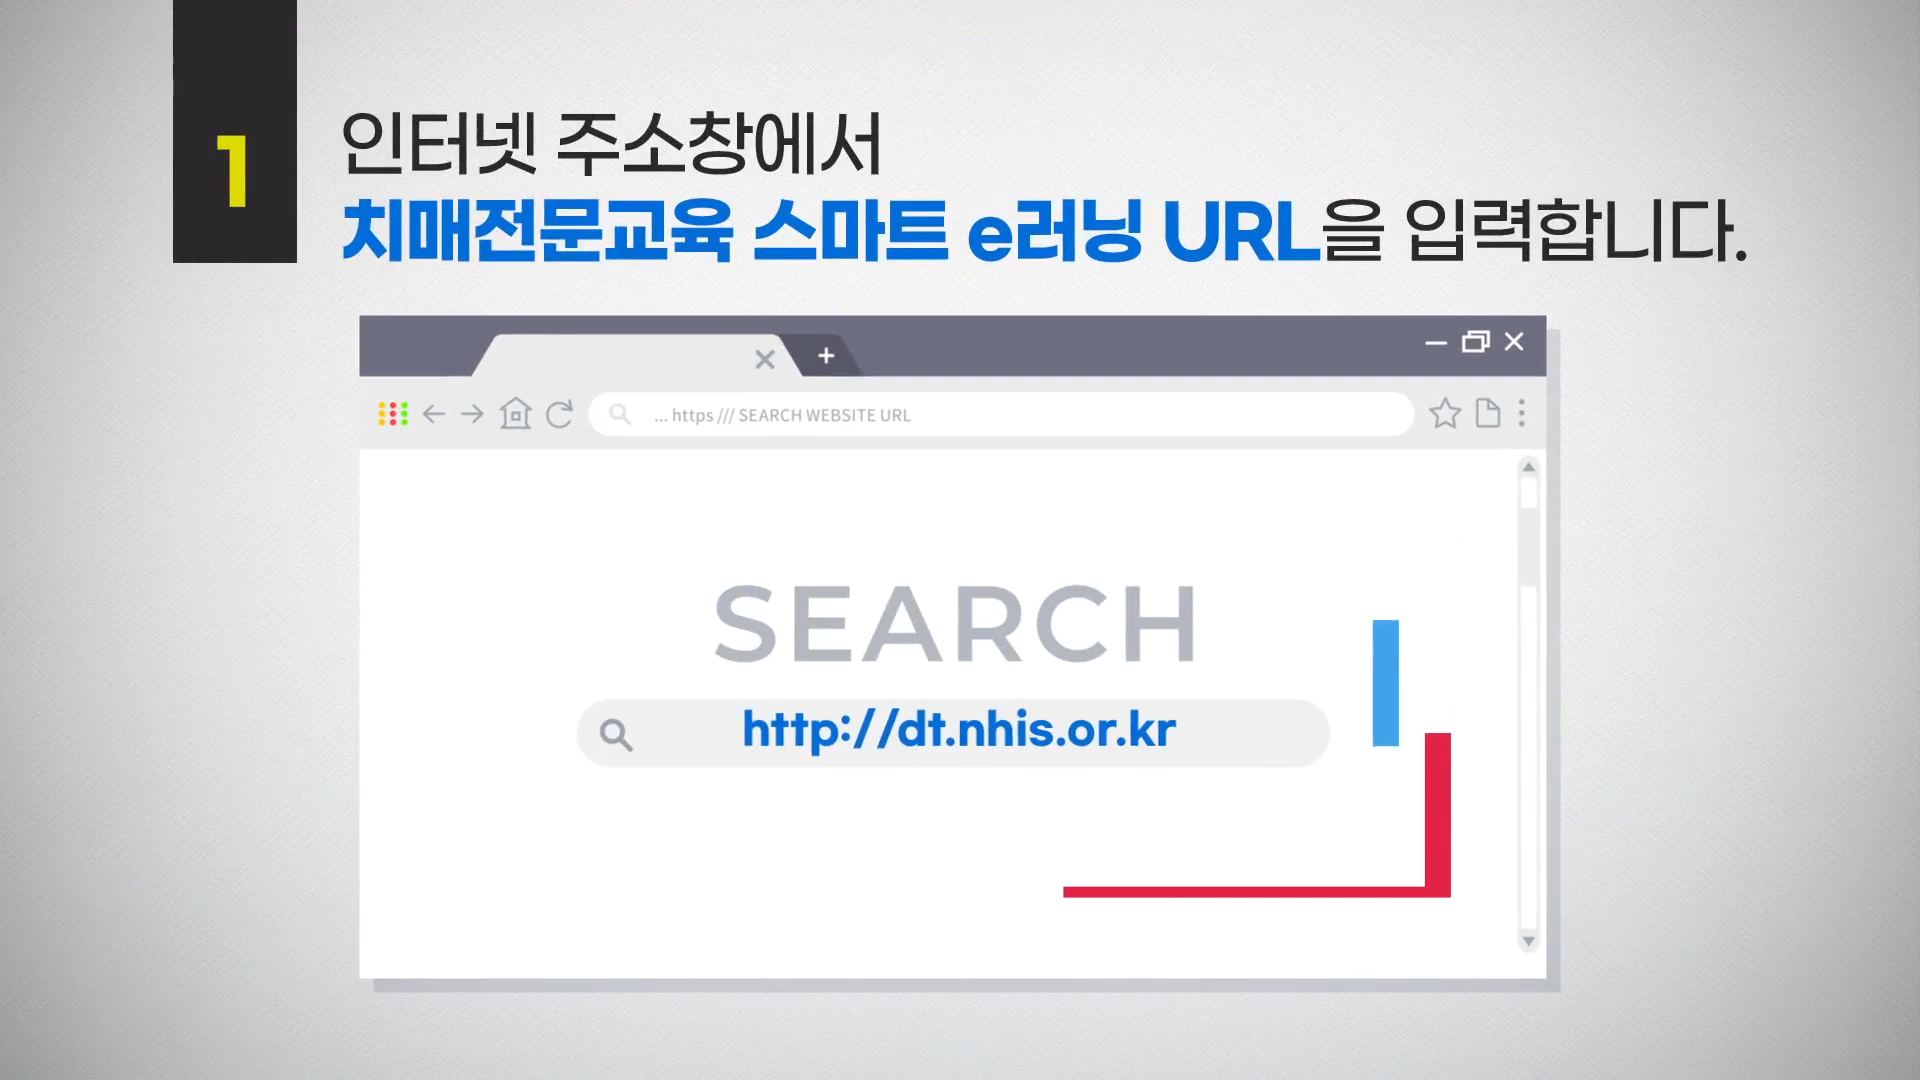 1
인터넷 주소창에서
치매전문교육 스마트 e러닝 URL을 입력합니다.
... https /// SEARCH WEBSITE URL
SEARCH
http://dt.nhis.or.kr